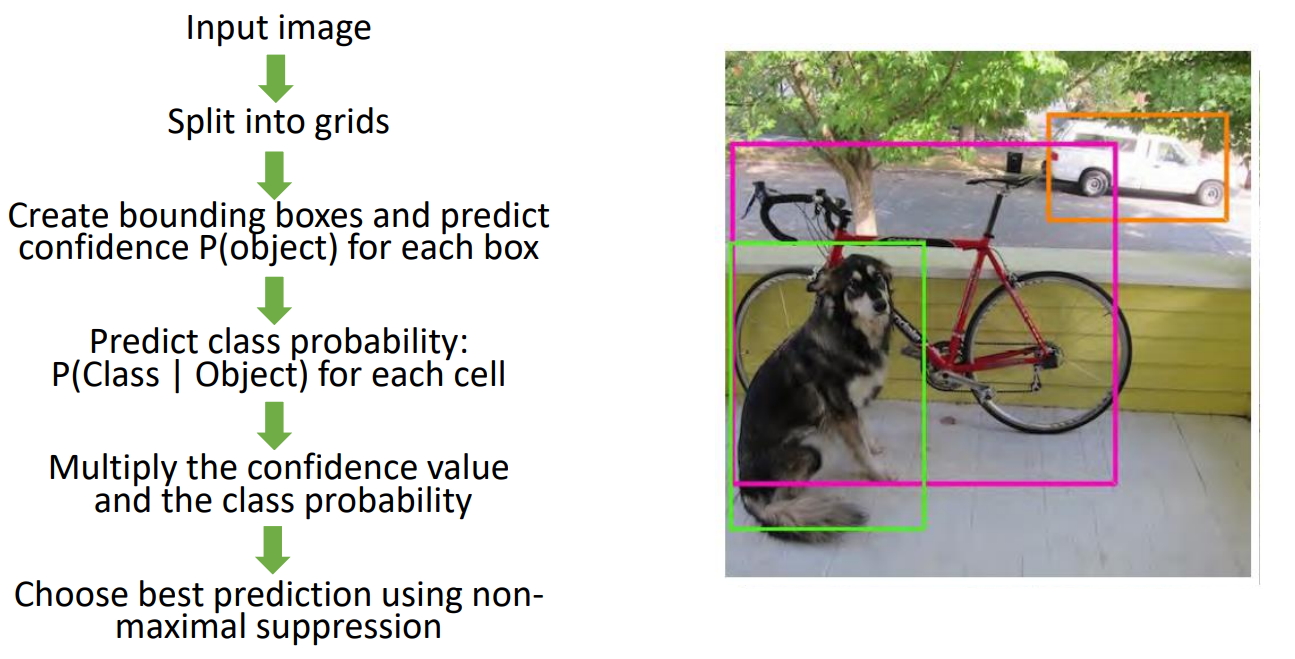 Input image
Split into grids
Create bounding boxes and predict
confidence P(object) for each box
Predict class probability:
P(Class | Object) for each cell
Multiply the confidence value
and the class probability
Choose best prediction using non-
maximal suppression